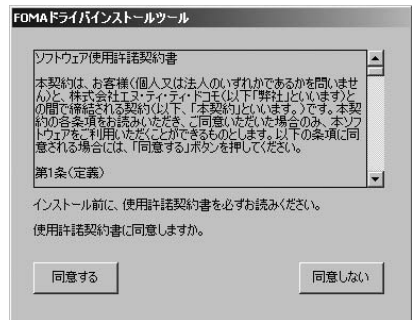 FOMAドライバインストールツール
ソフトウェア使用許諾契約書
本契約は、お客様(個人又は法人のいずれかであるかを問いませ
ん)と、株式会社エヌ・ティ・ティ・ドコモ(以下「弊社」といいます)と
の間で締結される契約(以下、「本契約」といいます。)です。本契
約の各条項をお読みいただき、ご同意いただいた場合のみ、本ソフ
トウェアをご利用いただくことができるものとします。以下の条項に同
意される場合には、「同意する」ボタンを押してください。
第1条(定義)
インストール前に、使用許諾契約書を必ずお読みください。
使用許諾契約書に同意しますか。
同意する
同意しない